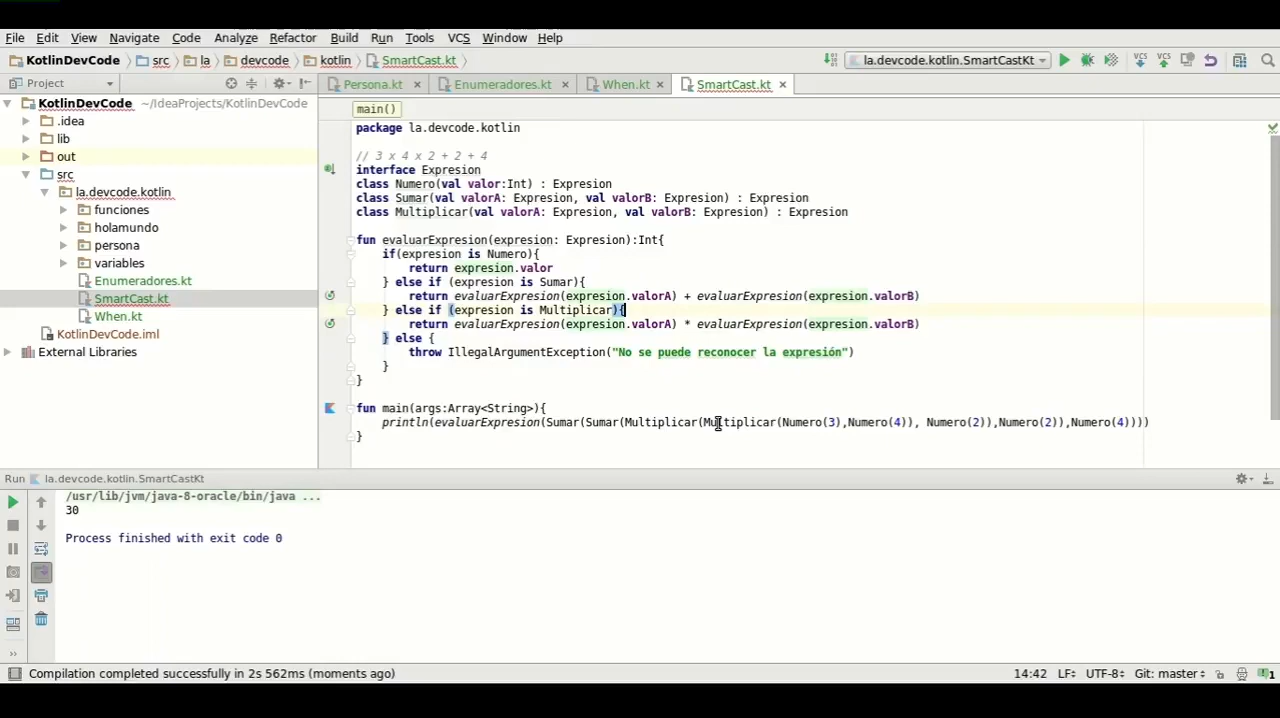 File Edit View Navigate Code Analyze Refactor Build Run Tools VCS Window Help
KotlinDevCode src la devcode kotlin SmartCast.kt la.devcode.kotlin.SmartCastKt VCS VCS
Project Persona.kt Enumeradores.kt When.kt SmartCast.kt
KotlinDevCode ~/IdeaProjects/KotlinDevCode
.idea
lib
out
src
la.devcode.kotlin
funciones
holamundo
persona
variables
Enumeradores.kt
SmartCast.kt
When.kt
KotlinDevCode.iml
External Libraries
main()
package la.devcode.kotlin
// 3 x 4 x 2 + 2 + 4
interface Expresion
class Numero(val valor:Int) : Expresion
class Sumar(val valorA: Expresion, val valorB: Expresion) : Expresion
class Multiplicar(val valorA: Expresion, val valorB: Expresion) : Expresion
fun evaluarExpresion(expresion: Expresion):Int{
if(expresion is Numero){
return expresion.valor
} else if (expresion is Sumar){
return evaluarExpresion(expresion.valorA) + evaluarExpresion(expresion.valorB)
} else if (expresion is Multiplicar){
return evaluarExpresion(expresion.valorA) * evaluarExpresion(expresion.valorB)
} else {
throw IllegalArgumentException("No se puede reconocer la expresión")
}
}
fun main(args:Array<String>){
println(evaluarExpresion(Sumar(Sumar(Multiplicar(Multiplicar(Numero(3),Numero(4)), Numero(2)),Numero(2)),Numero(4))))
}
Run la.devcode.kotlin.SmartCastKt
/usr/lib/jvm/java-8-oracle/bin/java ...
30
Process finished with exit code 0
Compilation completed successfully in 2s 562ms (moments ago) 14:42 LF UTF-8 Git: master 1